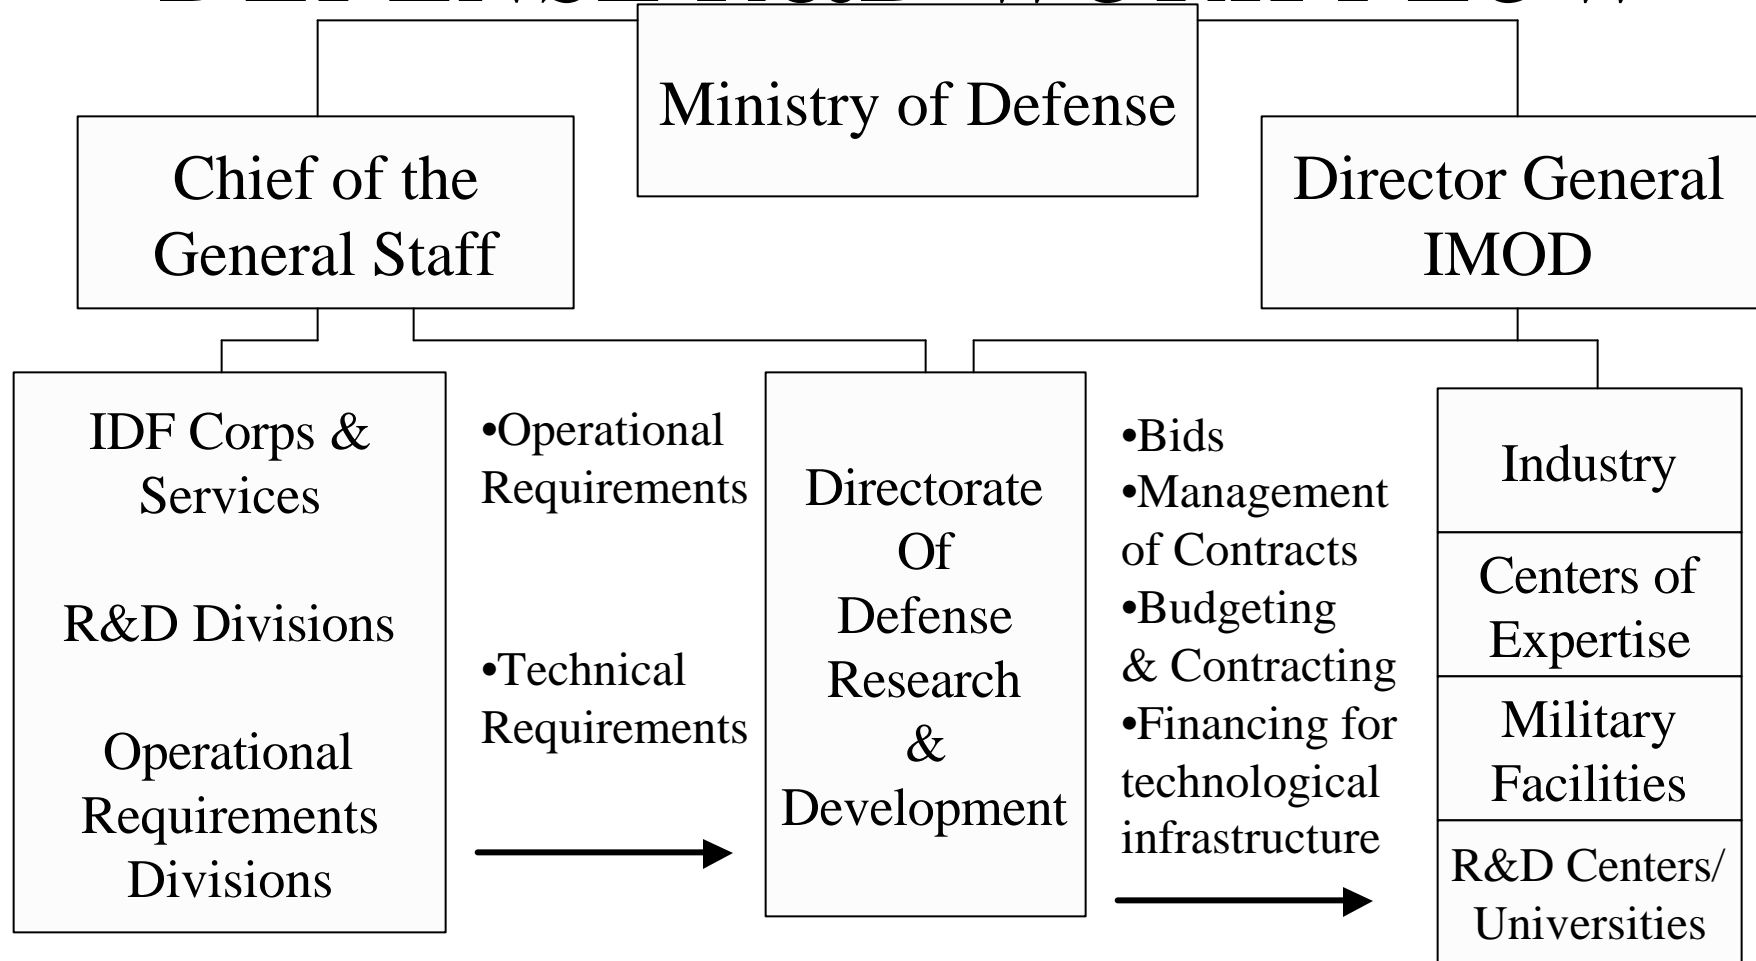 Ministry of Defense
Chief of the
General Staff
Director General
IMOD
IDF Corps &
Services
R&D Divisions
Operational
Requirements
Divisions
•Operational
Requirements
•Technical
Requirements
Directorate
Of
Defense
Research
&
Development
•Bids
•Management
of Contracts
•Budgeting
& Contracting
•Financing for
technological
infrastructure
Industry
Centers of
Expertise
Military
Facilities
R&D Centers/
Universities